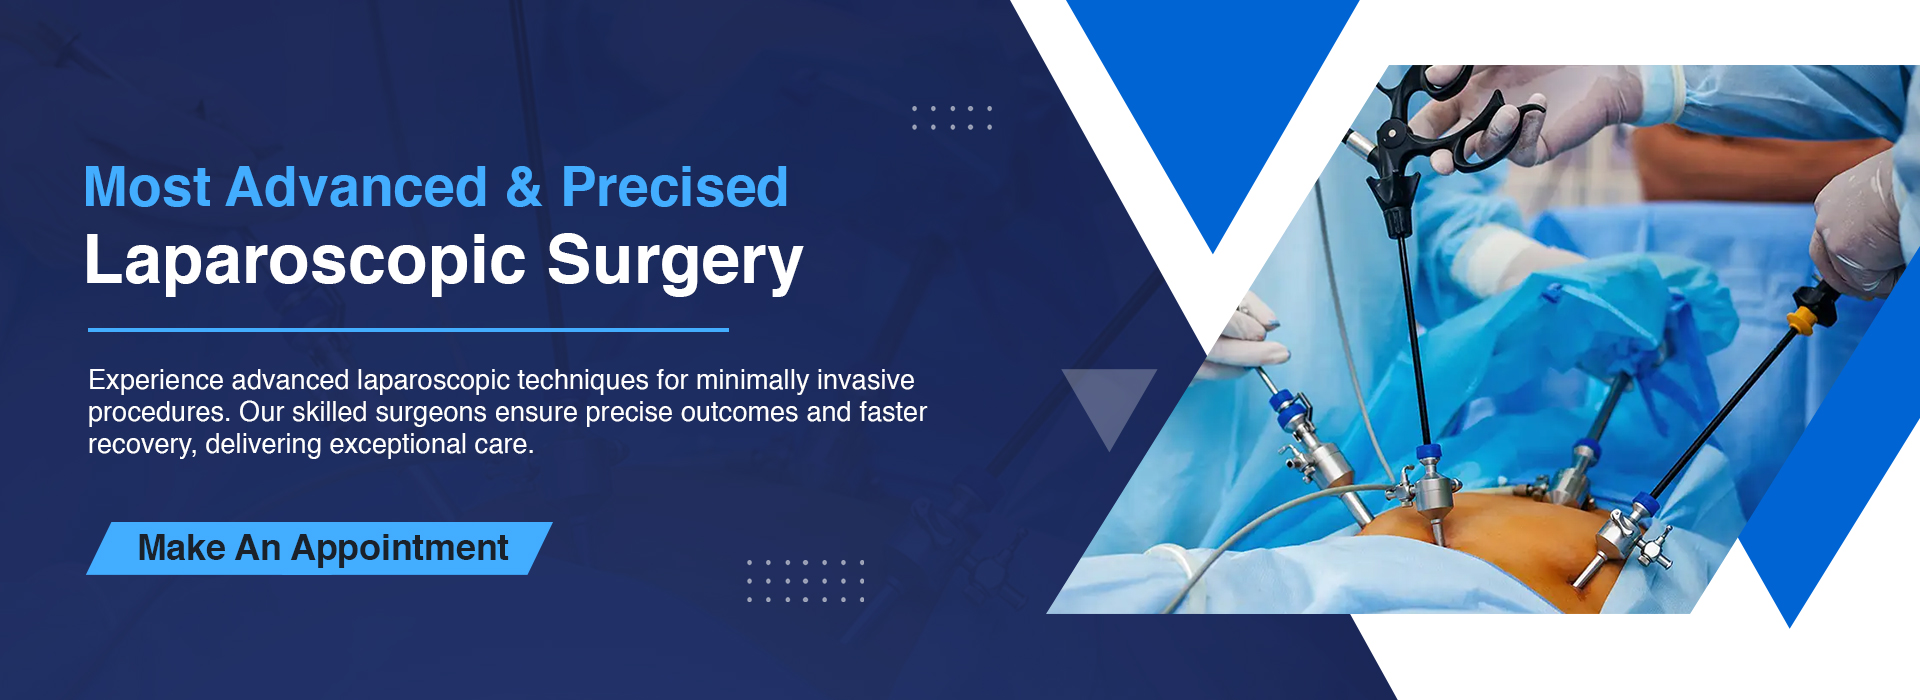 Most Advanced & Precised
Laparoscopic Surgery
Experience advanced laparoscopic techniques for minimally invasive
procedures. Our skilled surgeons ensure precise outcomes and faster
recovery, delivering exceptional care.
Make An Appointment